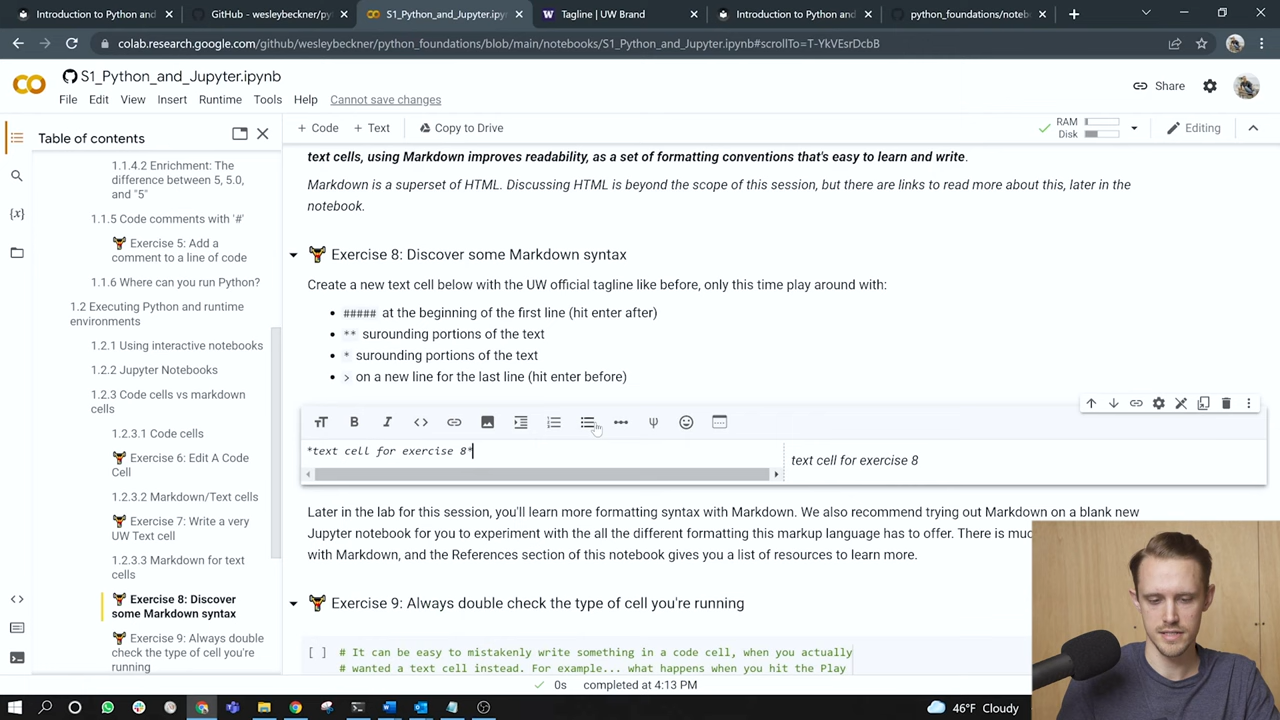 Introduction to Python and
GitHub - wesleybeckner/py
S1_Python_and_Jupyter.ipyn
Tagline | UW Brand
Introduction to Python and
python_foundations/noteb
colab.research.google.com/github/wesleybeckner/python_foundations/blob/main/notebooks/S1_Python_and_Jupyter.ipynb#scrollTo=T-YkVEsrDcbB
S1_Python_and_Jupyter.ipynb
Share
File Edit View Insert Runtime Tools Help Cannot save changes
Table of contents
+ Code + Text Copy to Drive
RAM
Disk
Editing
1.1.4.2 Enrichment: The
difference between 5, 5.0,
and "5"
1.1.5 Code comments with '#'
Exercise 5: Add a
comment to a line of code
1.1.6 Where can you run Python?
1.2 Executing Python and runtime
environments
1.2.1 Using interactive notebooks
1.2.2 Jupyter Notebooks
1.2.3 Code cells vs markdown
cells
1.2.3.1 Code cells
Exercise 6: Edit A Code
Cell
1.2.3.2 Markdown/Text cells
Exercise 7: Write a very
UW Text cell
1.2.3.3 Markdown for text
cells
Exercise 8: Discover
some Markdown syntax
Exercise 9: Always double
check the type of cell you're
running
text cells, using Markdown improves readability, as a set of formatting conventions that's easy to learn and write.
Markdown is a superset of HTML. Discussing HTML is beyond the scope of this session, but there are links to read more about this, later in the
notebook.
Exercise 8: Discover some Markdown syntax
Create a new text cell below with the UW official tagline like before, only this time play around with:
• ##### at the beginning of the first line (hit enter after)
• ** surounding portions of the text
• * surounding portions of the text
• > on a new line for the last line (hit enter before)
*text cell for exercise 8*
text cell for exercise 8
Later in the lab for this session, you'll learn more formatting syntax with Markdown. We also recommend trying out Markdown on a blank new
Jupyter notebook for you to experiment with the all the different formatting this markup language has to offer. There is muc
with Markdown, and the References section of this notebook gives you a list of resources to learn more.
Exercise 9: Always double check the type of cell you're running
[ ] # It can be easy to mistakenly write something in a code cell, when you actually
# wanted a text cell instead. For example... what happens when you hit the Play
0s completed at 4:13 PM
46°F Cloudy